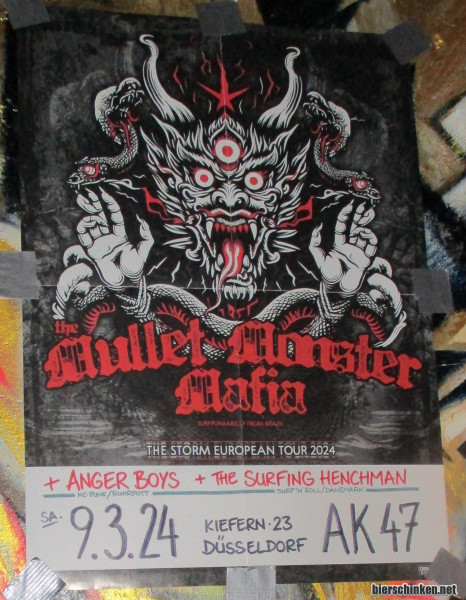 the
Mullet Monster
Mafia
SURFPUNKABILLY FROM BRAZIL
THE STORM EUROPEAN TOUR 2024
+ ANGER BOYS + THE SURFING HENCHMAN
HC-PUNK/RUHRPOTT SURF'N'ROLL/DÄNEMARK
SA. 9.3.24 KIEFERN·23 DÜSSELDORF AK 47
bierschinken.net